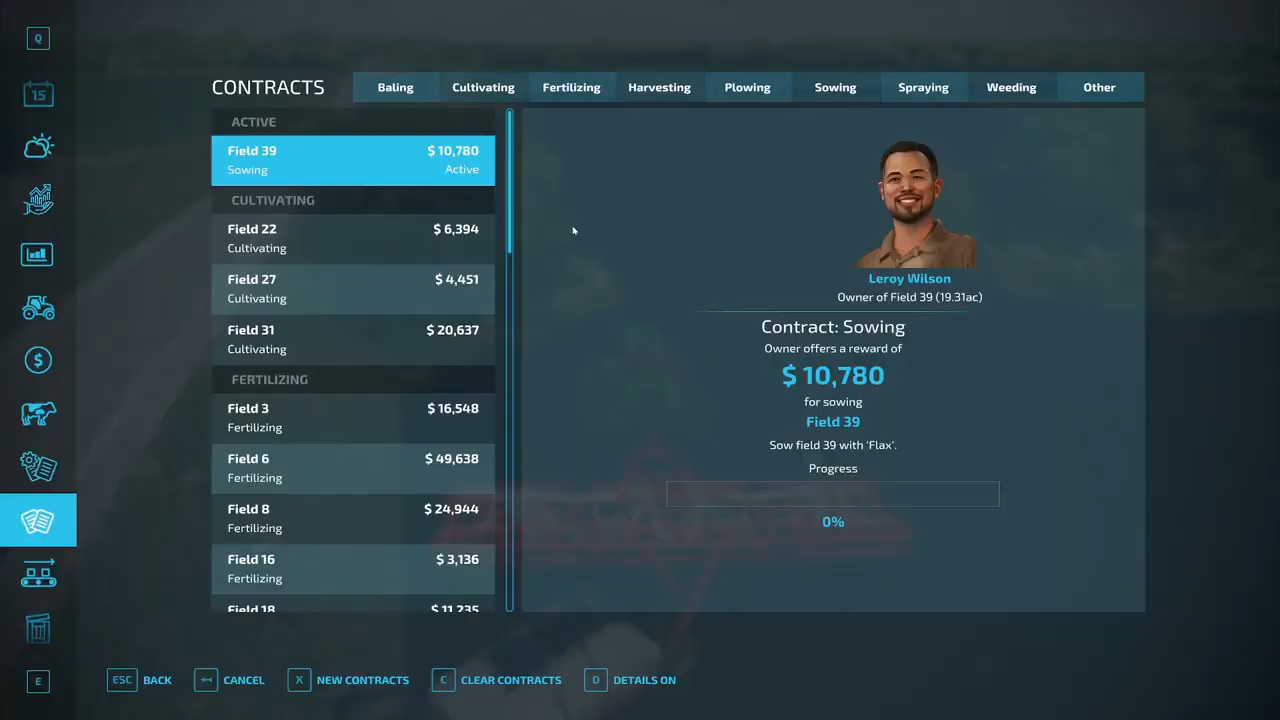 Q
15
CONTRACTS
Baling
Cultivating
Fertilizing
Harvesting
Plowing
Sowing
Spraying
Weeding
Other
ACTIVE
Field 39 $ 10,780
Sowing Active
CULTIVATING
Field 22 $ 6,394
Cultivating
Field 27 $ 4,451
Cultivating
Field 31 $ 20,637
Cultivating
FERTILIZING
Field 3 $ 16,548
Fertilizing
Field 6 $ 49,638
Fertilizing
Field 8 $ 24,944
Fertilizing
Field 16 $ 3,136
Fertilizing
Field 18 $ 11,235
Leroy Wilson
Owner of Field 39 (19.31ac)
Contract: Sowing
Owner offers a reward of
$ 10,780
for sowing
Field 39
Sow field 39 with 'Flax'.
Progress
0%
E
ESC BACK
CANCEL
X NEW CONTRACTS
C CLEAR CONTRACTS
D DETAILS ON